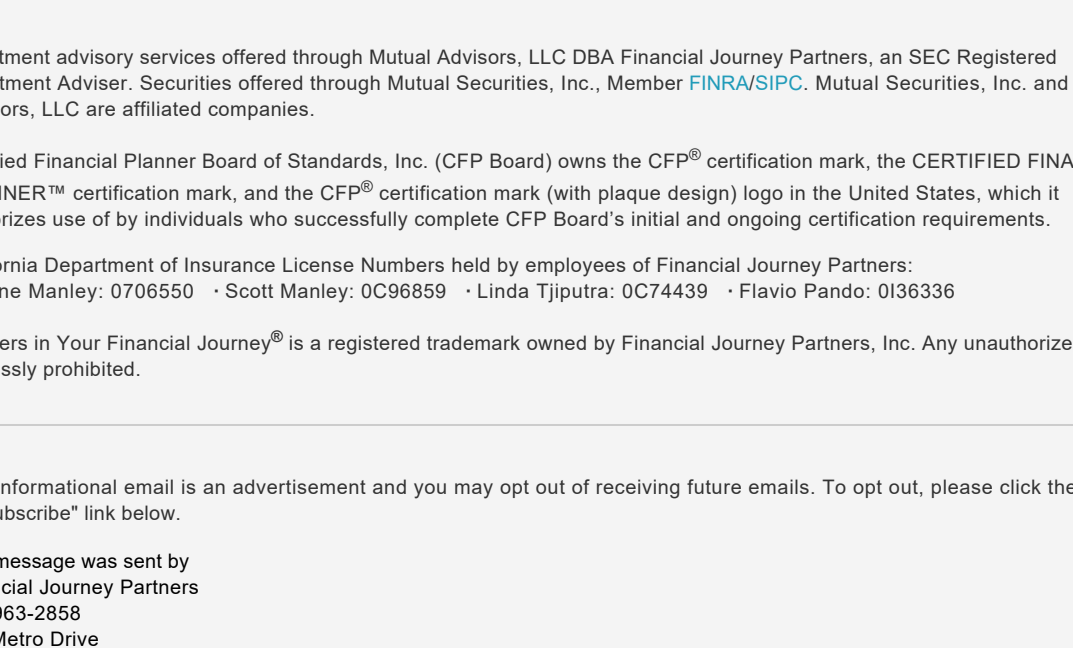 tment advisory services offered through Mutual Advisors, LLC DBA Financial Journey Partners, an SEC Registered
tment Adviser. Securities offered through Mutual Securities, Inc., Member FINRA/SIPC. Mutual Securities, Inc. and
ors, LLC are affiliated companies.
ied Financial Planner Board of Standards, Inc. (CFP Board) owns the CFP® certification mark, the CERTIFIED FINA
NER™ certification mark, and the CFP® certification mark (with plaque design) logo in the United States, which it
rizes use of by individuals who successfully complete CFP Board’s initial and ongoing certification requirements.
rnia Department of Insurance License Numbers held by employees of Financial Journey Partners:
ne Manley: 0706550 · Scott Manley: 0C96859 · Linda Tjiputra: 0C74439 · Flavio Pando: 0I36336
ers in Your Financial Journey® is a registered trademark owned by Financial Journey Partners, Inc. Any unauthorize
ssly prohibited.
nformational email is an advertisement and you may opt out of receiving future emails. To opt out, please click the
ubscribe" link below.
message was sent by
cial Journey Partners
963-2858
Metro Drive